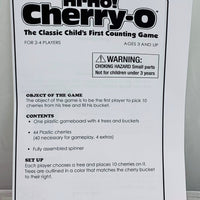 Hi-Ho!
Cherry-O®
The Classic Child's First Counting Game
FOR 2-4 PLAYERS
AGES 3 AND UP
WARNING:
CHOKING HAZARD-Small parts.
Not for children under 3 years.
OBJECT OF THE GAME
The object of the game is to be the first player to pick 10
cherries from his tree and fill his bucket.
CONTENTS
• One plastic gameboard with 4 trees and buckets
• 44 Plastic cherries
(40 necessary for gameplay, 4 extras)
• Fully assembled spinner
SET UP
Each player chooses a tree and places 10 cherries on it.
Trees are outlined in a color that matches the cherry bucket
to their right.